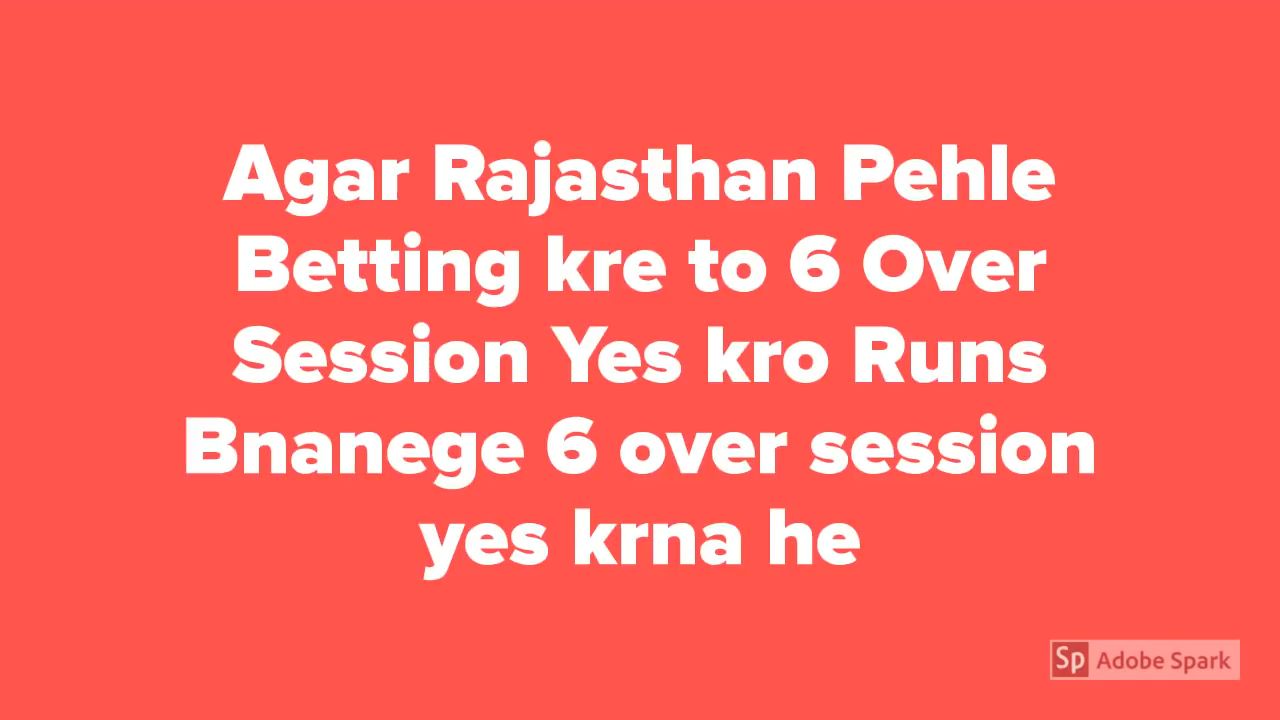 Agar Rajasthan Pehle
Betting kre to 6 Over
Session Yes kro Runs
Bnanege 6 over session
yes krna he
Sp Adobe Spark